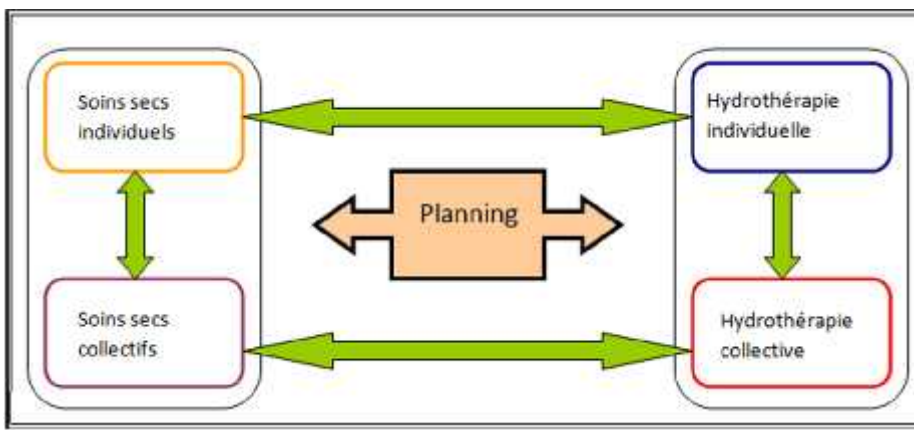 Soins secs
individuels
Hydrothérapie
individuelle
Planning
Soins secs
collectifs
Hydrothérapie
collective